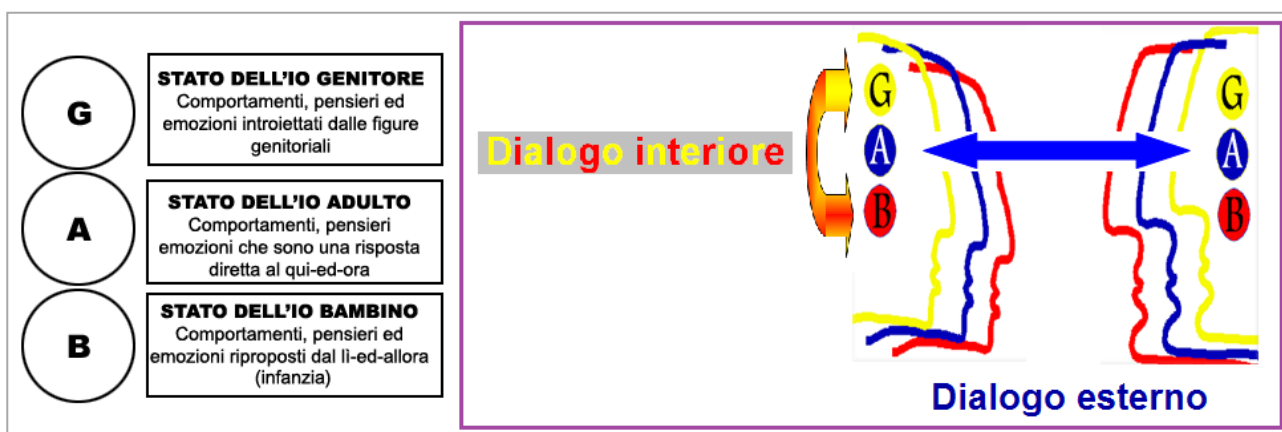 G
STATO DELL'IO GENITORE
Comportamenti, pensieri ed
emozioni introiettati dalle figure
genitoriali
A
STATO DELL'IO ADULTO
Comportamenti, pensieri
emozioni che sono una risposta
diretta al qui-ed-ora
B
STATO DELL'IO BAMBINO
Comportamenti, pensieri ed
emozioni riproposti dal lì-ed-allora
(infanzia)
Dialogo interiore
G
A
B
G
A
B
Dialogo esterno